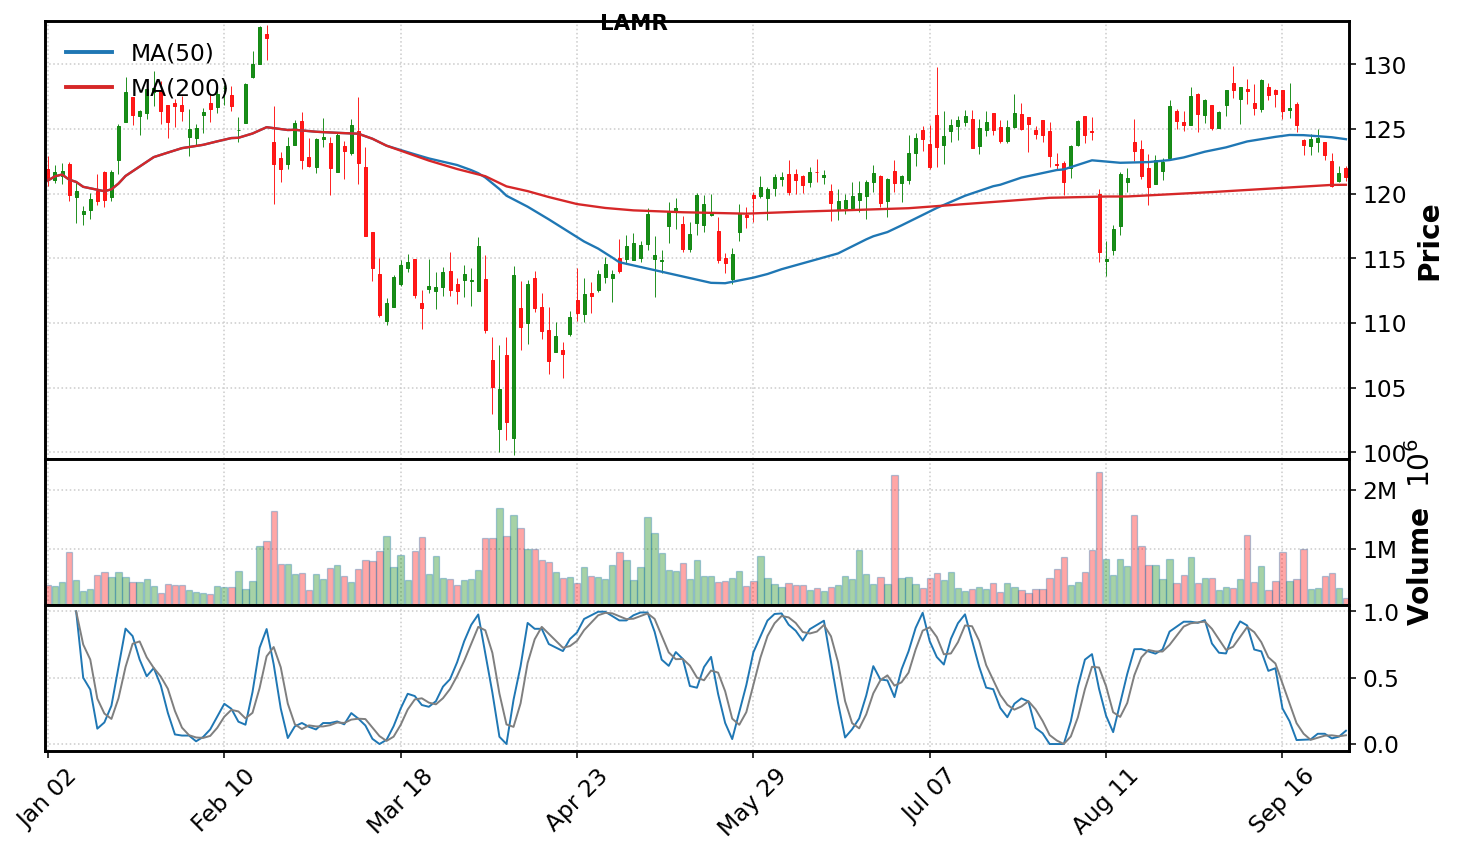 LAMR
MA(50)
MA(200)
130
125
120
115
110
105
100
Price
2M
1M
Volume 10^6
1.0
0.5
0.0
Jan 02
Feb 10
Mar 18
Apr 23
May 29
Jul 07
Aug 11
Sep 16